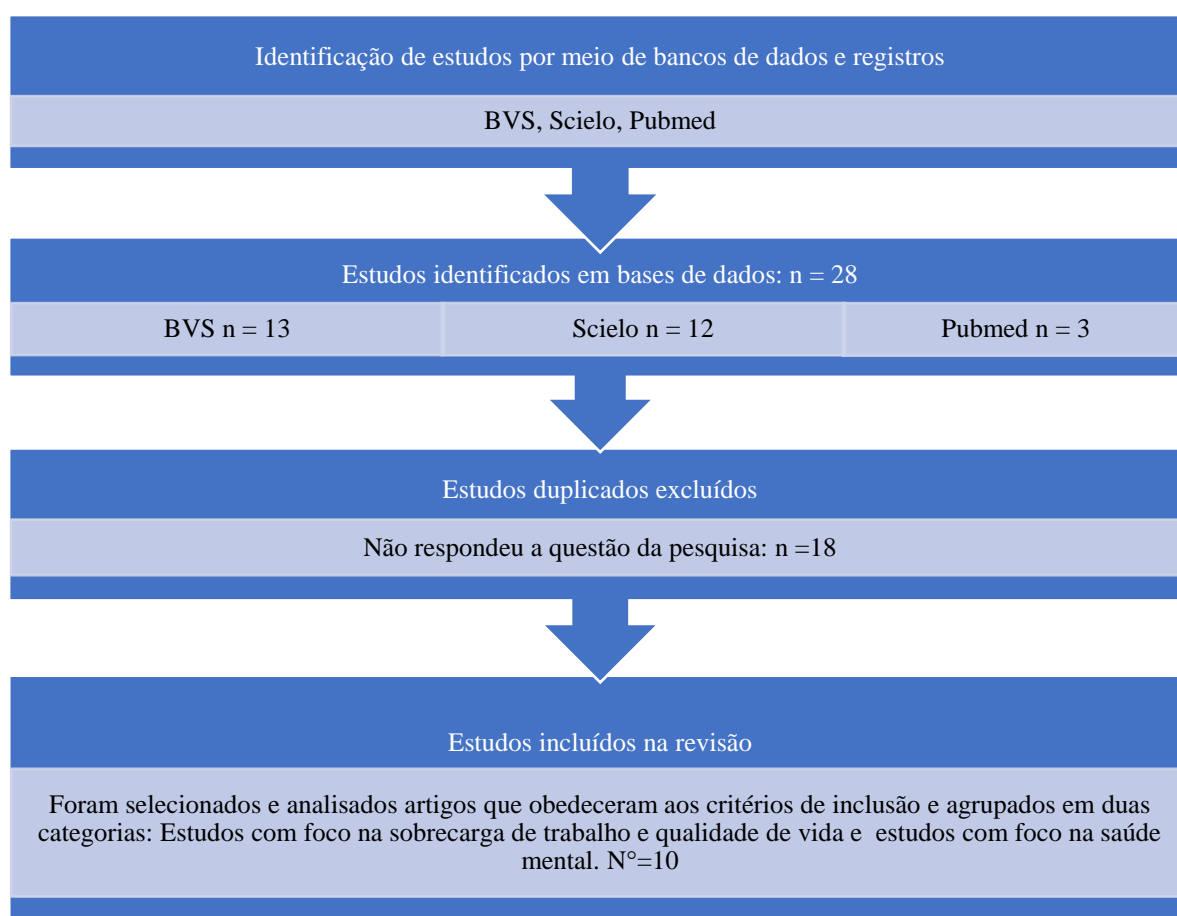 Identificação de estudos por meio de bancos de dados e registros
BVS, Scielo, Pubmed
Estudos identificados em bases de dados: n = 28
BVS n = 13
Scielo n = 12
Pubmed n = 3
Estudos duplicados excluídos
Não respondeu a questão da pesquisa: n =18
Estudos incluídos na revisão
Foram selecionados e analisados artigos que obedeceram aos critérios de inclusão e agrupados em duas
categorias: Estudos com foco na sobrecarga de trabalho e qualidade de vida e estudos com foco na saúde
mental. N°=10